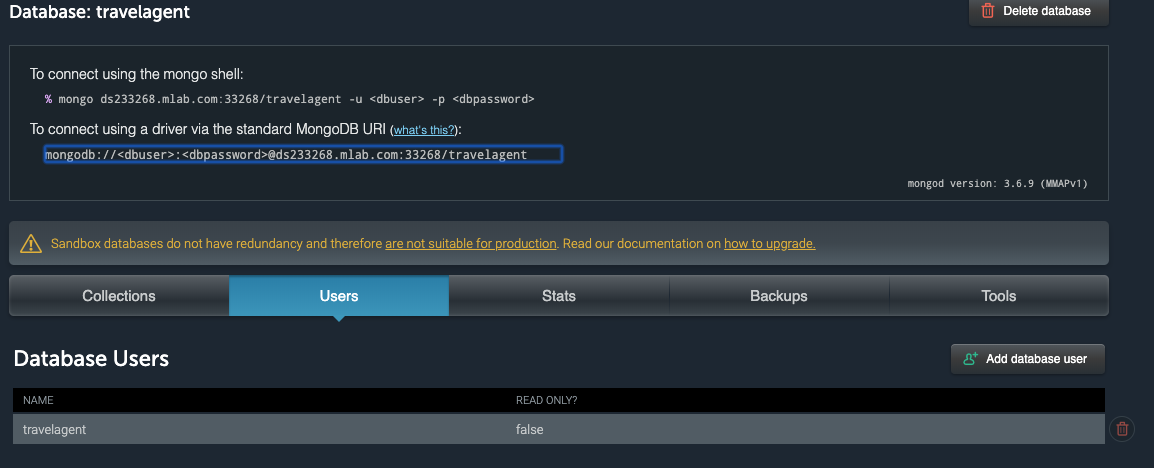 Database: travelagent
Delete database
To connect using the mongo shell:
% mongo ds233268.mlab.com:33268/travelagent -u <dbuser> -p <dbpassword>
To connect using a driver via the standard MongoDB URI (what's this?):
mongodb://<dbuser>:<dbpassword>@ds233268.mlab.com:33268/travelagent
mongod version: 3.6.9 (MMAPv1)
Sandbox databases do not have redundancy and therefore are not suitable for production. Read our documentation on how to upgrade.
Collections Users Stats Backups Tools
Database Users
Add database user
NAME READ ONLY?
travelagent false